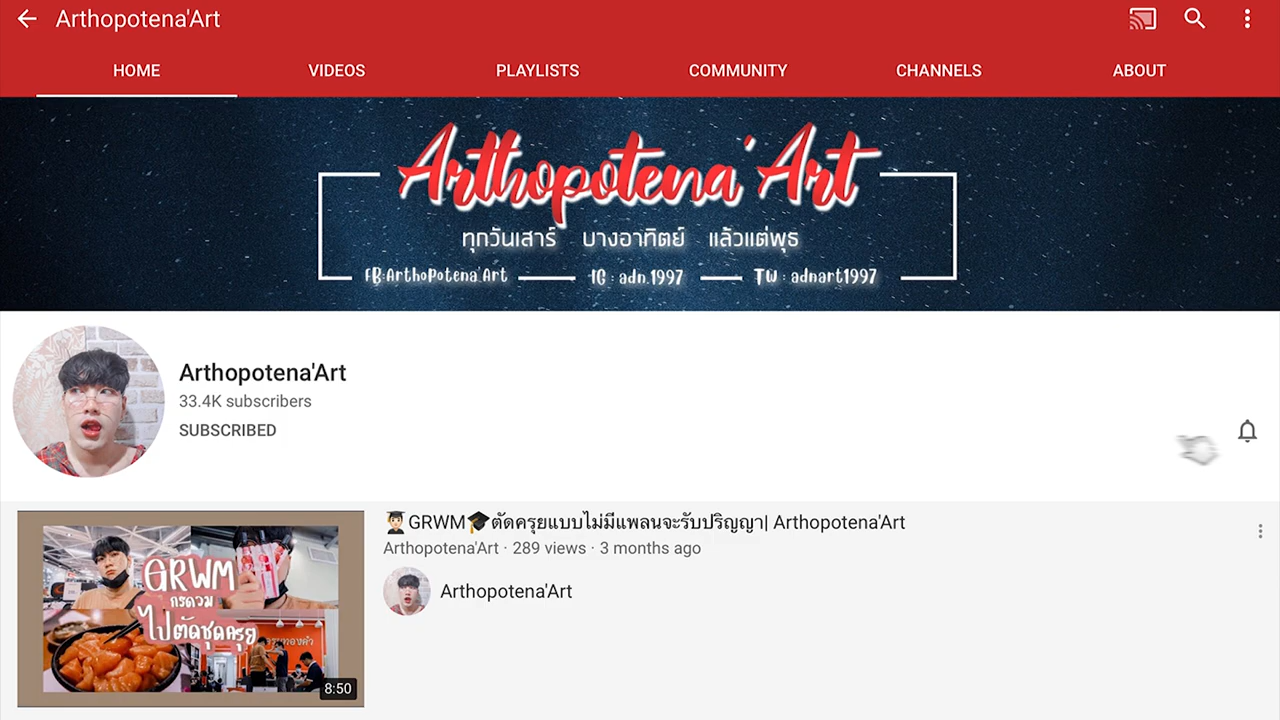 Arthopotena'Art
HOME VIDEOS PLAYLISTS COMMUNITY CHANNELS ABOUT
Arthopotena'Art
ทุกวันเสาร์ บางอาทิตย์ แล้วแต่พุธ
FB:ArthoPotena'Art IG : adn.1997 TW : adnart1997
Arthopotena'Art
33.4K subscribers
SUBSCRIBED
🧑🏻‍🎓GRWM🎓ตัดครุยแบบไม่มีแพลนจะรับปริญญา| Arthopotena'Art
Arthopotena'Art · 289 views · 3 months ago
Arthopotena'Art
GRWM
กรดวม
ไปตัดชุดครุย
8:50